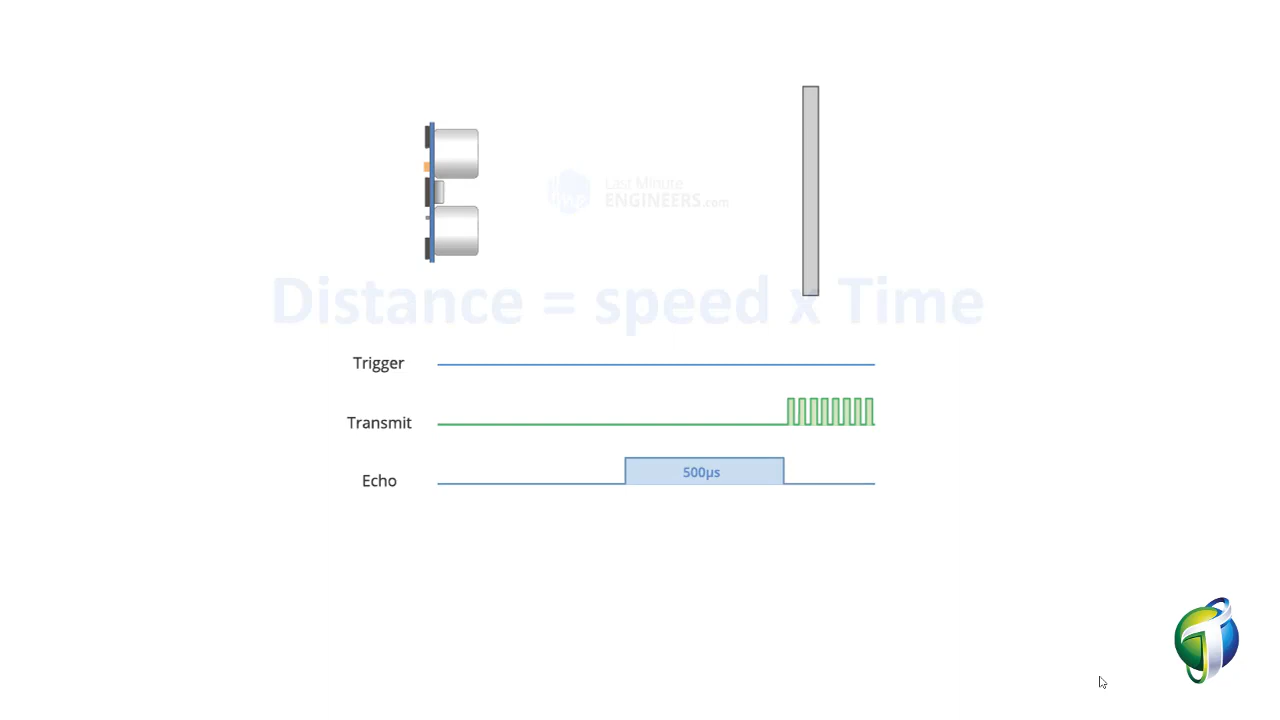 Last Minute
ENGINEERS.com
Distance = speed x Time
Trigger
Transmit
Echo
500µs